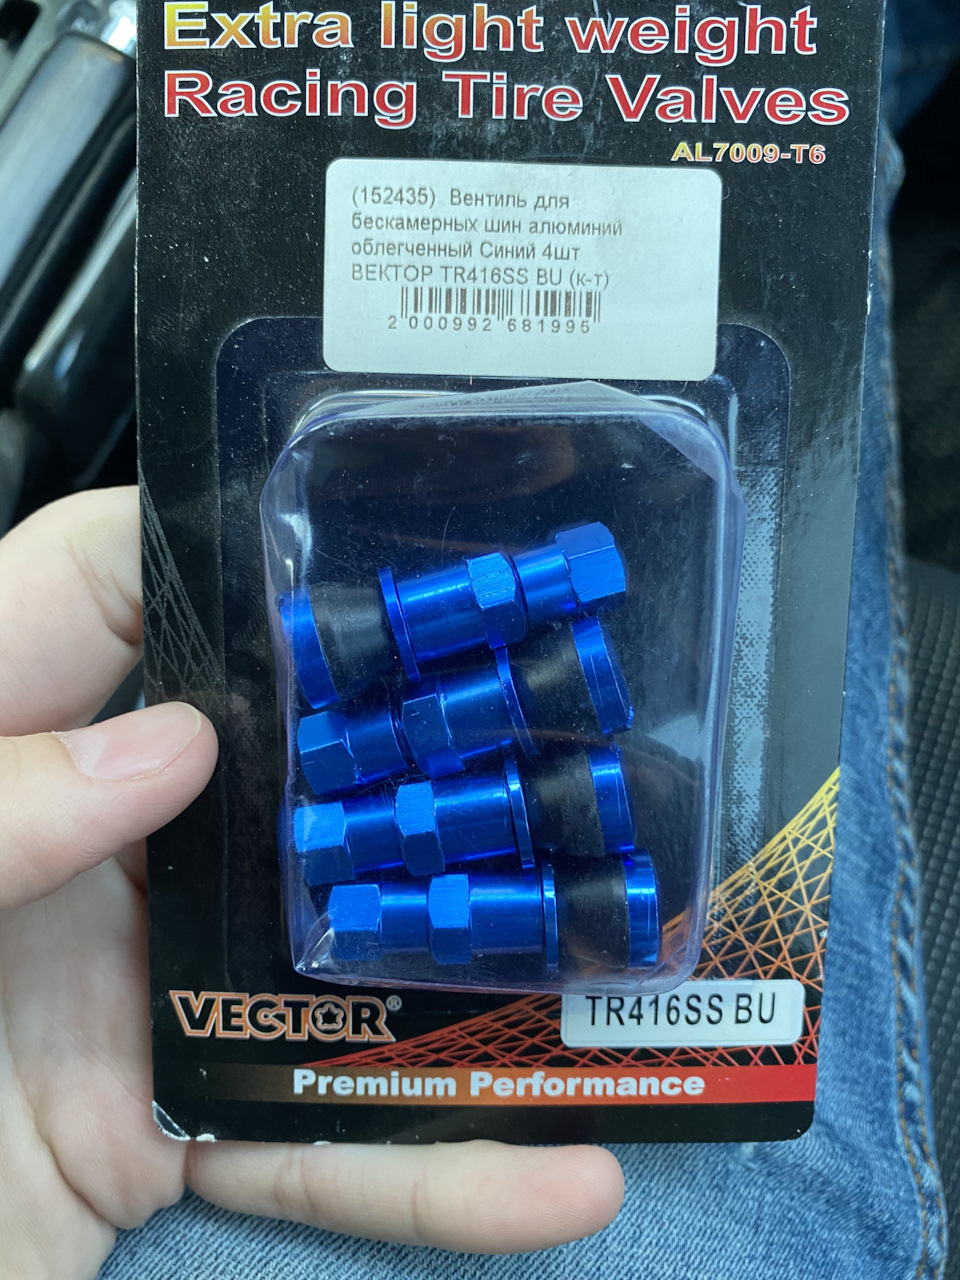 Extra light weight
Racing Tire Valves
AL7009-T6
(152435) Вентиль для
бескамерных шин алюминий
облегченный Синий 4шт
ВЕКТОР TR416SS BU (к-т)
2 000992 681995
VECTOR®
TR416SS BU
Premium Performance